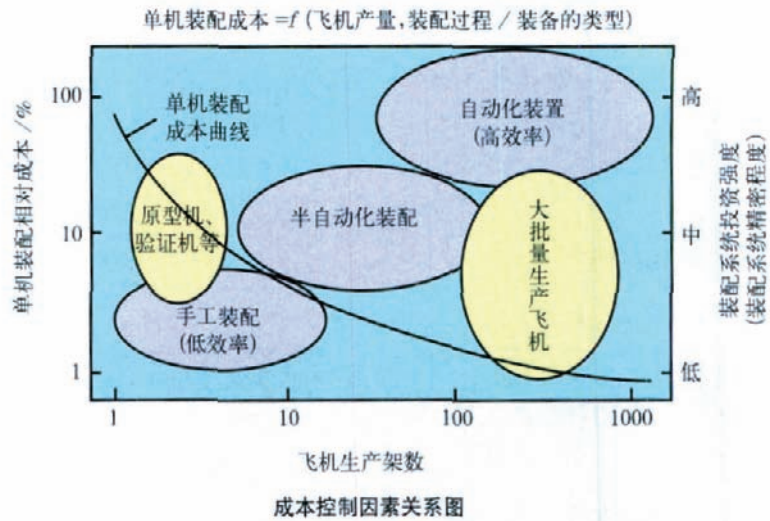 单机装配成本=f (飞机产量,装配过程 / 装备的类型)
单机装配相对成本 /%
100
10
1
单机装配
成本曲线
原型机、
验证机等
手工装配
(低效率)
半自动化装配
自动化装置
(高效率)
大批量生产飞机
高
中
低
装配系统投资强度
(装配系统精密程度)
1
10
100
1000
飞机生产架数
成本控制因素关系图